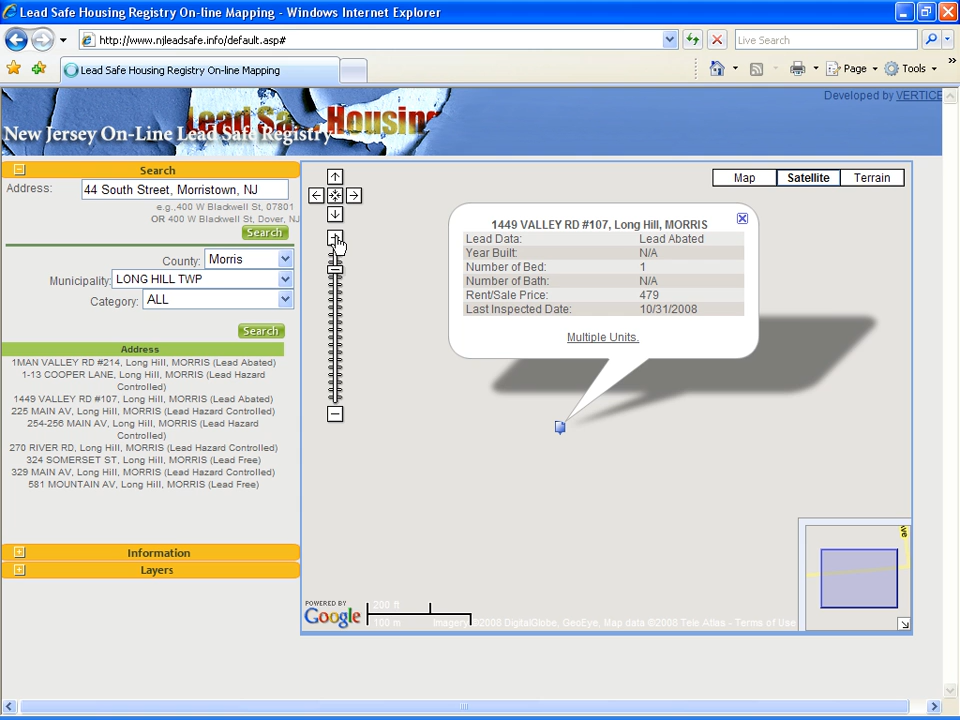 Lead Safe Housing Registry On-line Mapping - Windows Internet Explorer
http://www.njleadsafe.info/default.asp#
Live Search
Lead Safe Housing Registry On-line Mapping
Page
Tools
Developed by VERTICE
Lead Safe Housing
New Jersey On-Line Lead Safe Registry
Search
Address: 44 South Street, Morristown, NJ
e.g.,400 W Blackwell St, 07801
OR 400 W Blackwell St, Dover, NJ
Search
County: Morris
Municipality: LONG HILL TWP
Category: ALL
Search
Address
1MAN VALLEY RD #214, Long Hill, MORRIS (Lead Abated)
1-13 COOPER LANE, Long Hill, MORRIS (Lead Hazard
Controlled)
1449 VALLEY RD #107, Long Hill, MORRIS (Lead Abated)
225 MAIN AV, Long Hill, MORRIS (Lead Hazard Controlled)
254-256 MAIN AV, Long Hill, MORRIS (Lead Hazard
Controlled)
270 RIVER RD, Long Hill, MORRIS (Lead Hazard Controlled)
324 SOMERSET ST, Long Hill, MORRIS (Lead Free)
329 MAIN AV, Long Hill, MORRIS (Lead Hazard Controlled)
581 MOUNTAIN AV, Long Hill, MORRIS (Lead Free)
Information
Layers
Map
Satellite
Terrain
1449 VALLEY RD #107, Long Hill, MORRIS
Lead Data: Lead Abated
Year Built: N/A
Number of Bed: 1
Number of Bath: N/A
Rent/Sale Price: 479
Last Inspected Date: 10/31/2008
Multiple Units.
Ave
POWERED BY
Google
200 ft
100 m
Imagery ©2008 DigitalGlobe, GeoEye, Map data ©2008 Tele Atlas - Terms of Use